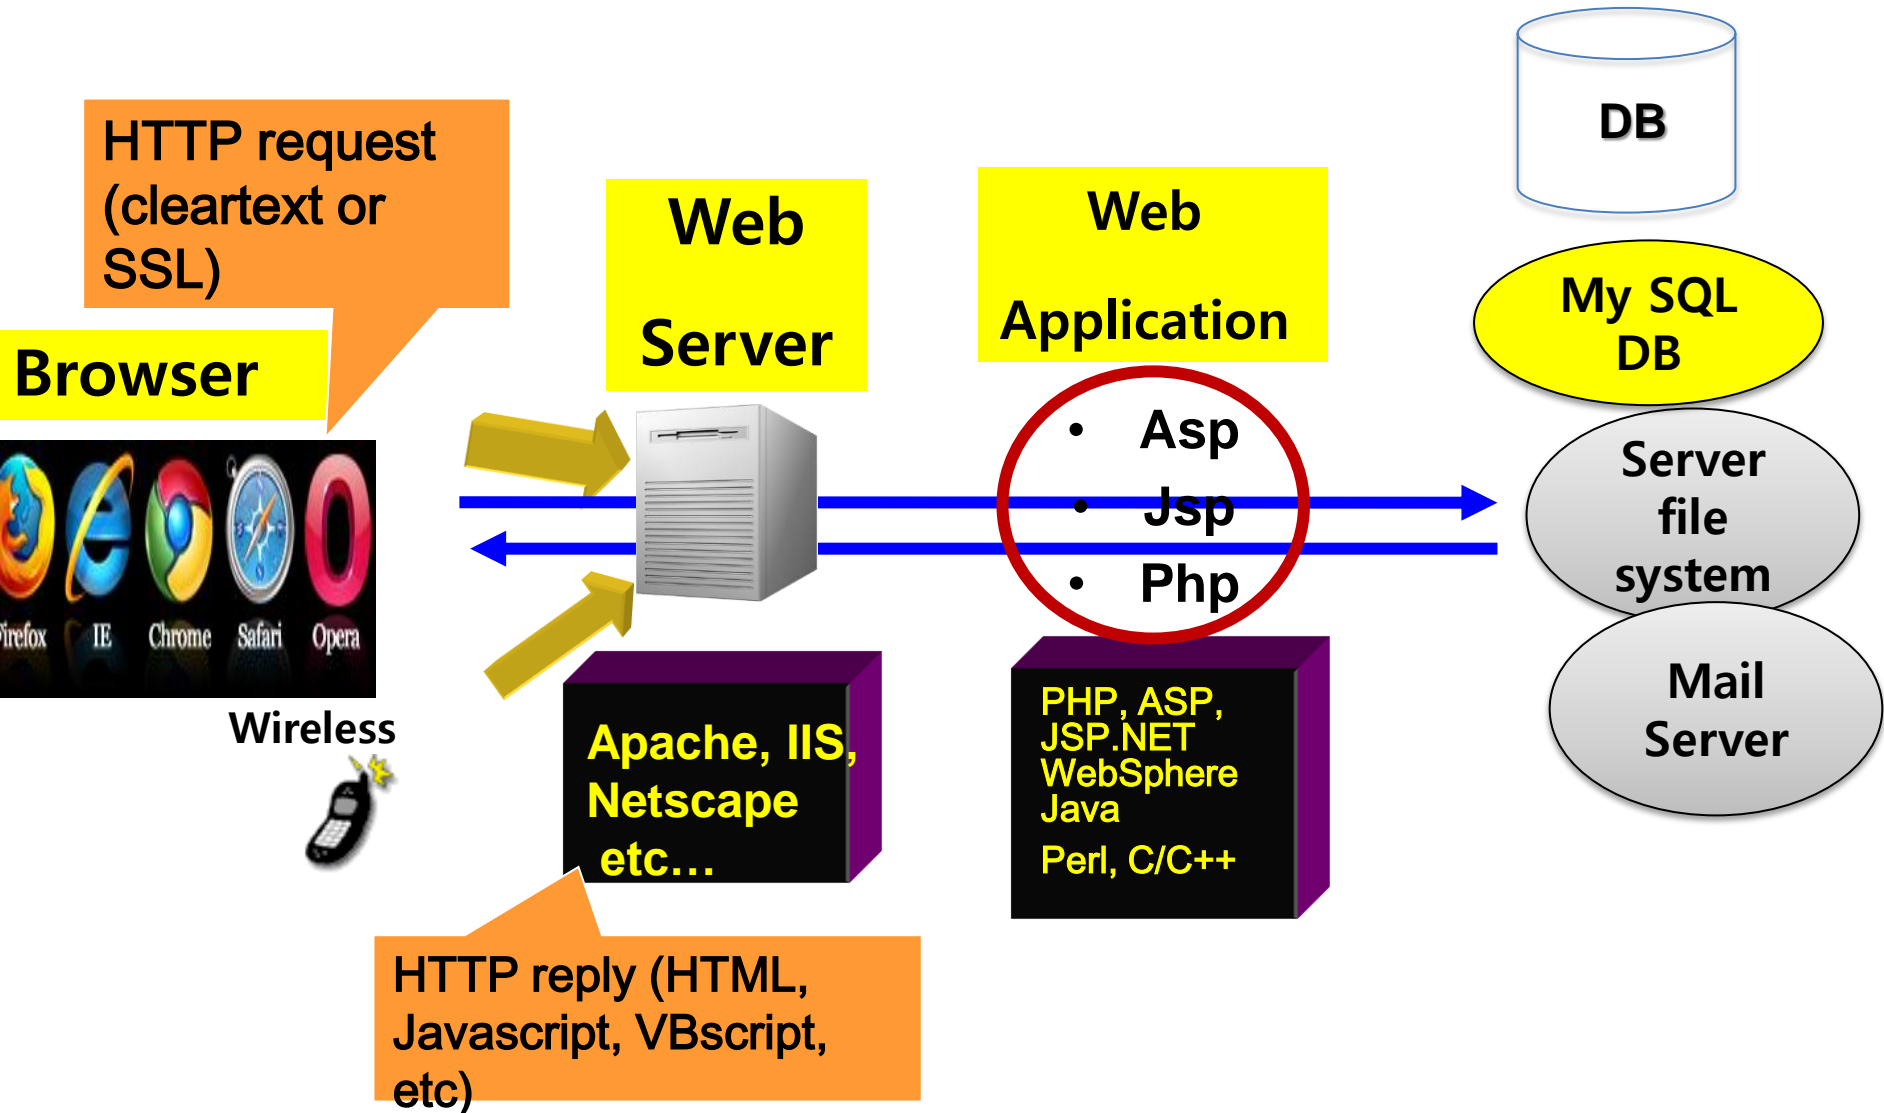 HTTP request
(cleartext or
SSL)
Browser
Firefox
IE
Chrome
Safari
Opera
Wireless
Web
Server
Apache, IIS,
Netscape
etc...
HTTP reply (HTML,
Javascript, VBscript,
etc)
Web
Application
• Asp
• Jsp
• Php
PHP, ASP,
JSP.NET
WebSphere
Java
Perl, C/C++
DB
My SQL
DB
Server
file
system
Mail
Server